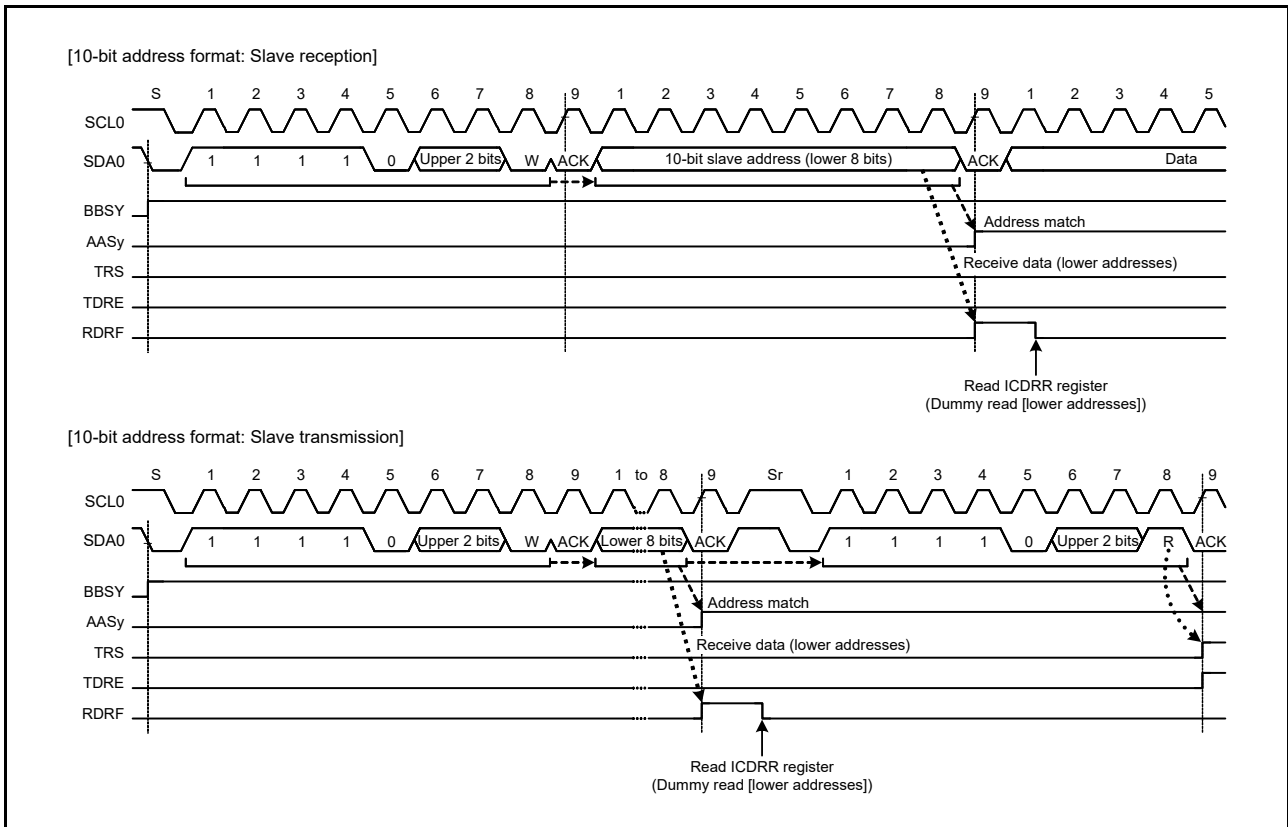 [10-bit address format: Slave reception]
S 1 2 3 4 5 6 7 8 9 1 2 3 4 5 6 7 8 9 1 2 3 4 5
SCL0
SDA0 1 1 1 1 0 Upper 2 bits W ACK 10-bit slave address (lower 8 bits) ACK Data
BBSY
Address match
AASy
Receive data (lower addresses)
TRS
TDRE
RDRF
Read ICDRR register
(Dummy read [lower addresses])
[10-bit address format: Slave transmission]
S 1 2 3 4 5 6 7 8 9 1 to 8 9 Sr 1 2 3 4 5 6 7 8 9
SCL0
SDA0 1 1 1 1 0 Upper 2 bits W ACK Lower 8 bits ACK 1 1 1 1 0 Upper 2 bits R ACK
BBSY
Address match
AASy
Receive data (lower addresses)
TRS
TDRE
RDRF
Read ICDRR register
(Dummy read [lower addresses])